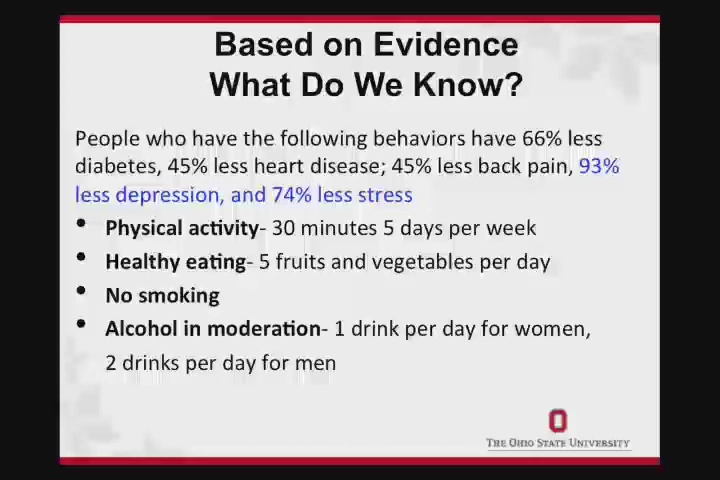 Based on Evidence
What Do We Know?
People who have the following behaviors have 66% less
diabetes, 45% less heart disease; 45% less back pain, 93%
less depression, and 74% less stress
• Physical activity- 30 minutes 5 days per week
• Healthy eating- 5 fruits and vegetables per day
• No smoking
• Alcohol in moderation- 1 drink per day for women,
2 drinks per day for men
THE OHIO STATE UNIVERSITY